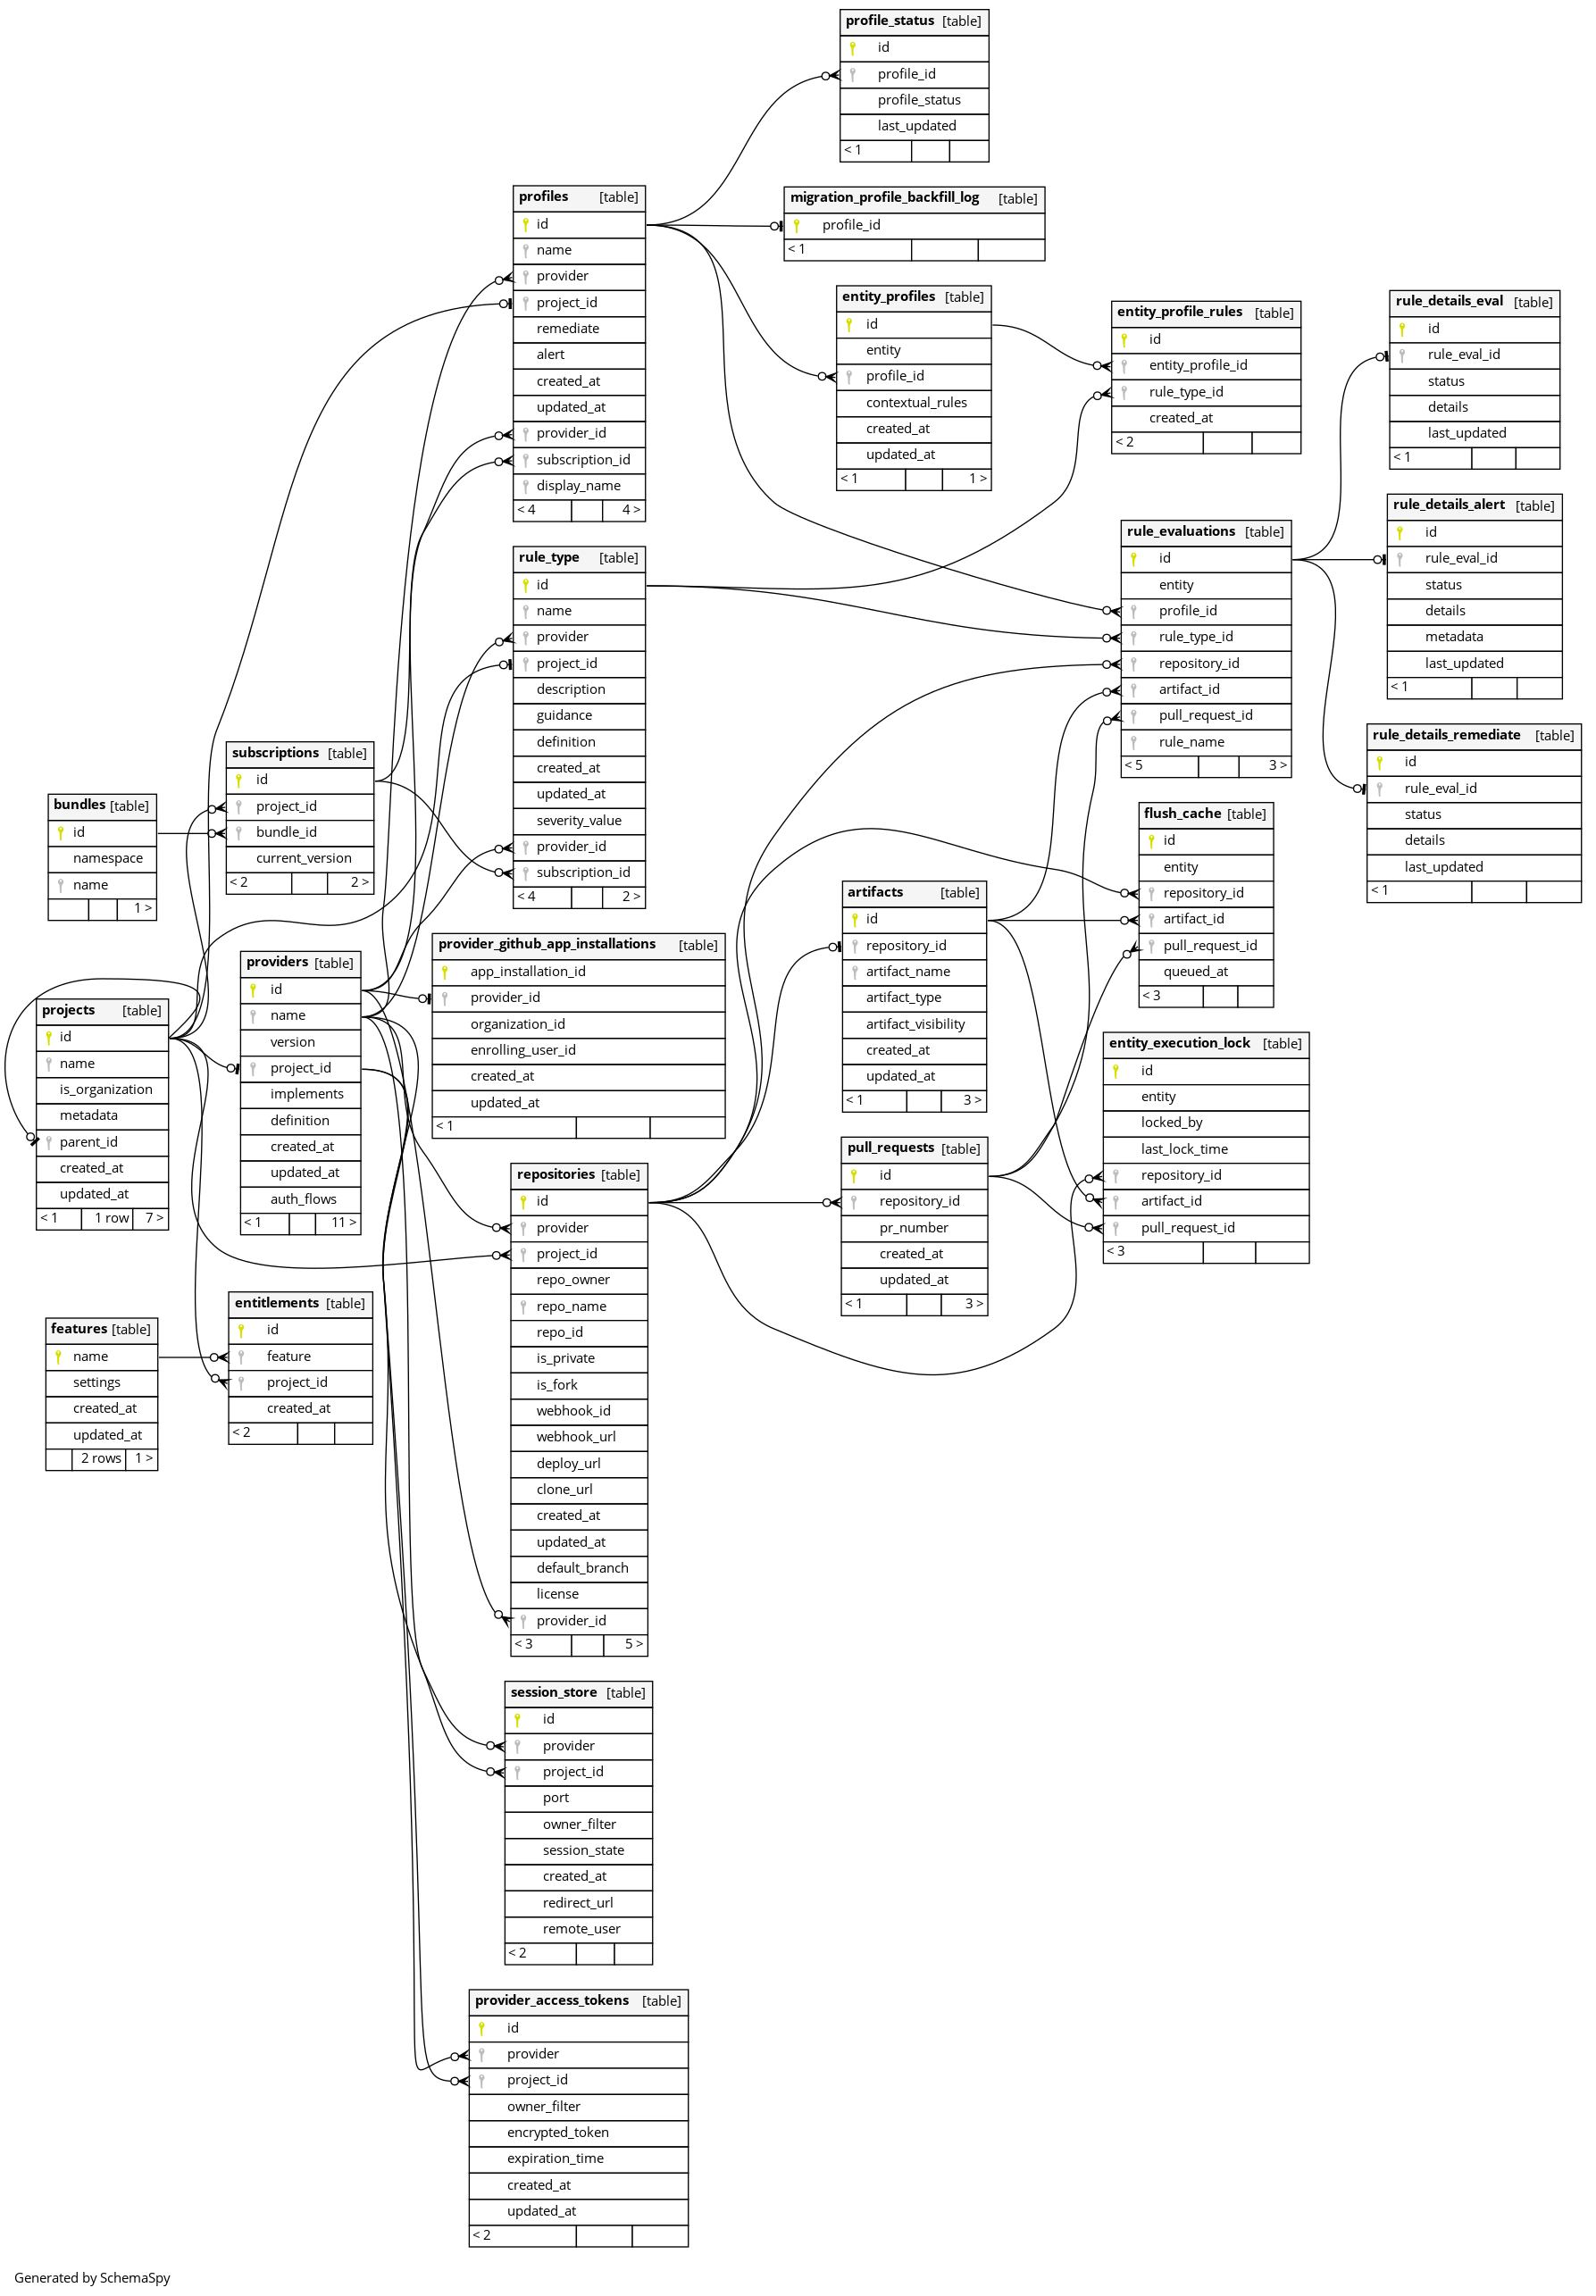 profile_status [table]
id
profile_id
profile_status
last_updated
< 1
profiles [table]
id
name
provider
project_id
remediate
alert
created_at
updated_at
provider_id
subscription_id
display_name
< 4 4 >
migration_profile_backfill_log [table]
profile_id
< 1
entity_profiles [table]
id
entity
profile_id
contextual_rules
created_at
updated_at
< 1 1 >
entity_profile_rules [table]
id
entity_profile_id
rule_type_id
created_at
< 2
rule_details_eval [table]
id
rule_eval_id
status
details
last_updated
< 1
rule_type [table]
id
name
provider
project_id
description
guidance
definition
created_at
updated_at
severity_value
provider_id
subscription_id
< 4 2 >
rule_evaluations [table]
id
entity
profile_id
rule_type_id
repository_id
artifact_id
pull_request_id
rule_name
< 5 3 >
rule_details_alert [table]
id
rule_eval_id
status
details
metadata
last_updated
< 1
rule_details_remediate [table]
id
rule_eval_id
status
details
last_updated
< 1
subscriptions [table]
id
project_id
bundle_id
current_version
< 2 2 >
bundles [table]
id
namespace
name
1 >
flush_cache [table]
id
entity
repository_id
artifact_id
pull_request_id
queued_at
< 3
artifacts [table]
id
repository_id
artifact_name
artifact_type
artifact_visibility
created_at
updated_at
< 1 3 >
provider_github_app_installations [table]
app_installation_id
provider_id
organization_id
enrolling_user_id
created_at
updated_at
< 1
providers [table]
id
name
version
project_id
implements
definition
created_at
updated_at
auth_flows
< 1 11 >
projects [table]
id
name
is_organization
metadata
parent_id
created_at
updated_at
< 1 1 row 7 >
entity_execution_lock [table]
id
entity
locked_by
last_lock_time
repository_id
artifact_id
pull_request_id
< 3
pull_requests [table]
id
repository_id
pr_number
created_at
updated_at
< 1 3 >
repositories [table]
id
provider
project_id
repo_owner
repo_name
repo_id
is_private
is_fork
webhook_id
webhook_url
deploy_url
clone_url
created_at
updated_at
default_branch
license
provider_id
< 3 5 >
entitlements [table]
id
feature
project_id
created_at
< 2
features [table]
name
settings
created_at
updated_at
2 rows 1 >
session_store [table]
id
provider
project_id
port
owner_filter
session_state
created_at
redirect_url
remote_user
< 2
provider_access_tokens [table]
id
provider
project_id
owner_filter
encrypted_token
expiration_time
created_at
updated_at
< 2
Generated by SchemaSpy